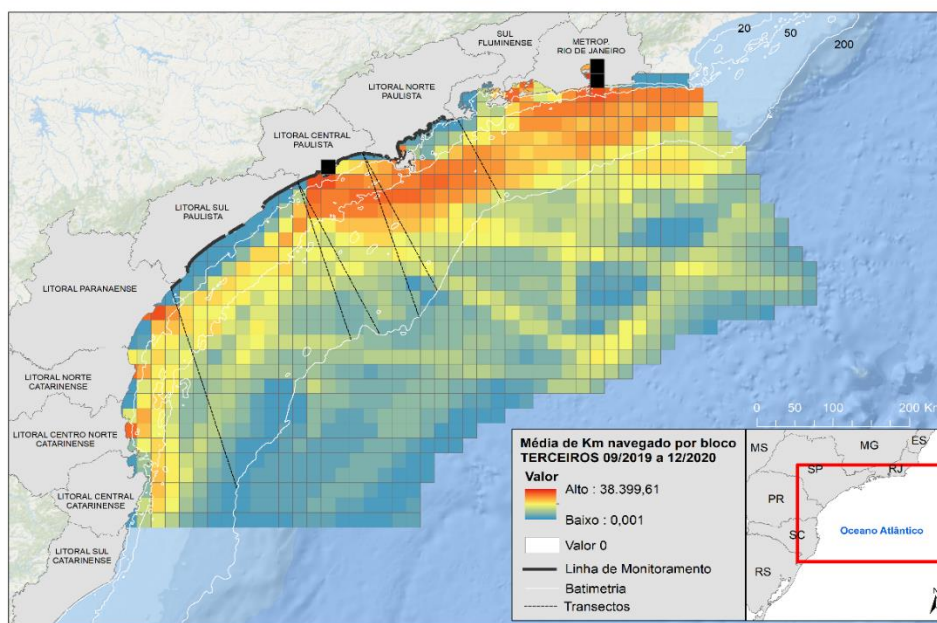 20
50
200
SUL
FLUMINENSE
METROP.
RIO DE JANEIRO
LITORAL NORTE
PAULISTA
LITORAL CENTRAL
PAULISTA
LITORAL SUL
PAULISTA
LITORAL PARANAENSE
LITORAL NORTE
CATARINENSE
LITORAL CENTRO NORTE
CATARINENSE
LITORAL CENTRAL
CATARINENSE
LITORAL SUL
CATARINENSE
0 50 100 200 Km
Média de Km navegado por bloco
TERCEIROS 09/2019 a 12/2020
Valor
Alto : 38.399,61
Baixo : 0,001
Valor 0
Linha de Monitoramento
Batimetria
Transectos
MS
MG
ES
SP
RJ
PR
SC
Oceano Atlântico
RS
N